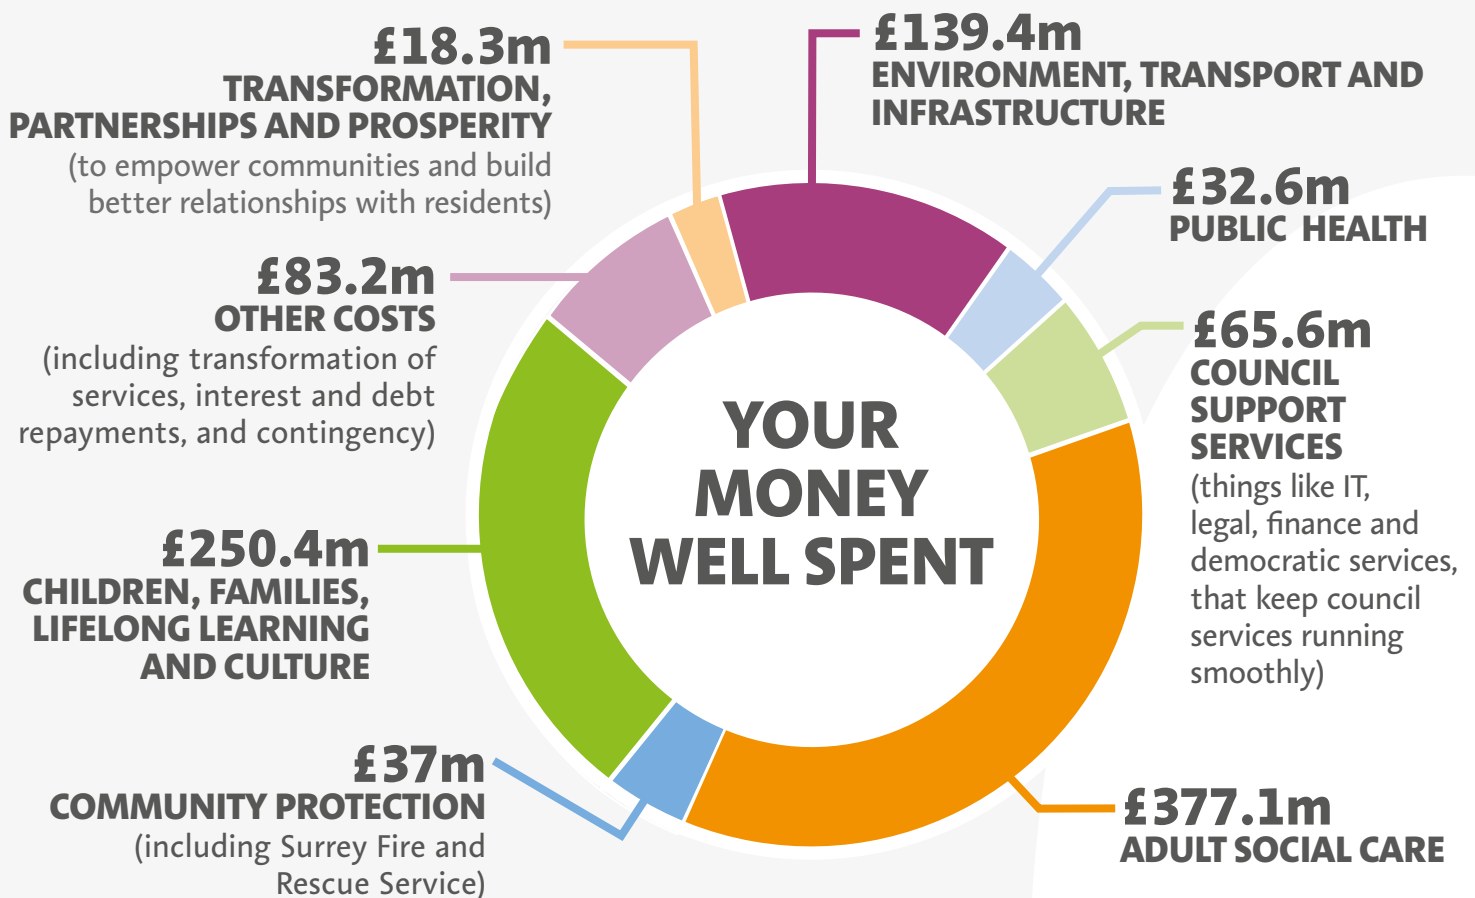 £18.3m
TRANSFORMATION,
PARTNERSHIPS AND PROSPERITY
(to empower communities and build
better relationships with residents)
£139.4m
ENVIRONMENT, TRANSPORT AND
INFRASTRUCTURE
£32.6m
PUBLIC HEALTH
£83.2m
OTHER COSTS
(including transformation of
services, interest and debt
repayments, and contingency)
£65.6m
COUNCIL
SUPPORT
SERVICES
(things like IT,
legal, finance and
democratic services,
that keep council
services running
smoothly)
YOUR
MONEY
WELL SPENT
£250.4m
CHILDREN, FAMILIES,
LIFELONG LEARNING
AND CULTURE
£37m
COMMUNITY PROTECTION
(including Surrey Fire and
Rescue Service)
£377.1m
ADULT SOCIAL CARE